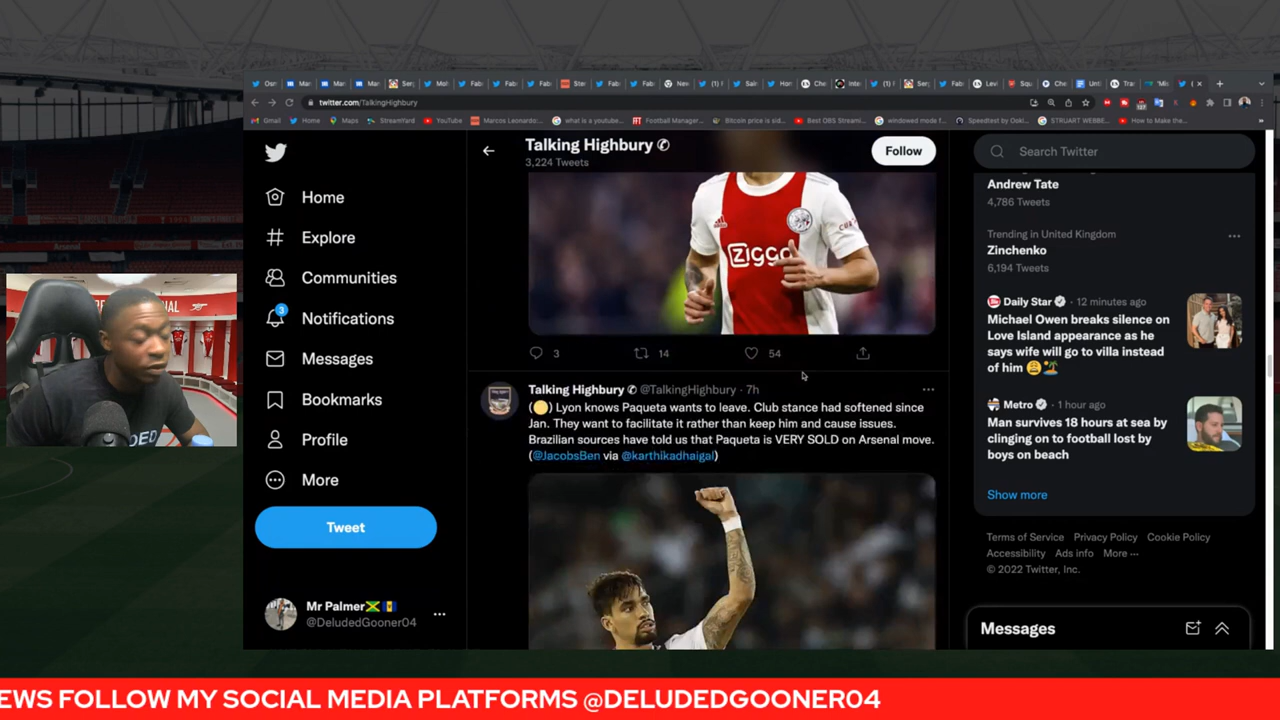 twitter.com/TalkingHighbury
Gmail
Home
Maps
StreamYard
YouTube
Marcos Leonardo:...
what is a youtube...
Football Manager...
Bitcoin price is sid...
Best OBS Streami...
windowed mode f...
Speedtest by Ookl...
STRUART WEBBE...
How to Make the...
Home
Explore
Communities
3
Notifications
Messages
Bookmarks
Profile
More
Tweet
Mr Palmer
@DeludedGooner04
Talking Highbury
3,224 Tweets
Follow
Ziggo
3
14
54
Talking Highbury @TalkingHighbury · 7h
() Lyon knows Paqueta wants to leave. Club stance had softened since
Jan. They want to facilitate it rather than keep him and cause issues.
Brazilian sources have told us that Paqueta is VERY SOLD on Arsenal move.
(@JacobsBen via @karthikadhaigal)
Search Twitter
Andrew Tate
4,786 Tweets
Trending in United Kingdom
Zinchenko
6,194 Tweets
Daily Star · 12 minutes ago
Michael Owen breaks silence on
Love Island appearance as he
says wife will go to villa instead
of him
Metro · 1 hour ago
Man survives 18 hours at sea by
clinging on to football lost by
boys on beach
Show more
Terms of Service Privacy Policy Cookie Policy
Accessibility Ads info More ···
© 2022 Twitter, Inc.
Messages
EWS FOLLOW MY SOCIAL MEDIA PLATFORMS @DELUDEDGOONER04